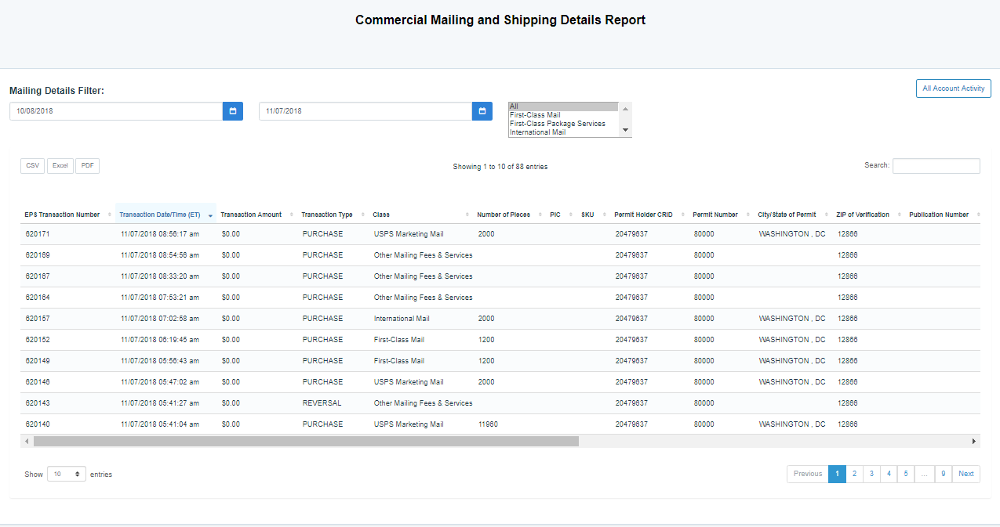 Commercial Mailing and Shipping Details Report
Mailing Details Filter:
All Account Activity
10/08/2018 11/07/2018
All
First-Class Mail
First-Class Package Services
International Mail
CSV Excel PDF Showing 1 to 10 of 88 entries Search:
EPS Transaction Number Transaction Date/Time (ET) Transaction Amount Transaction Type Class Number of Pieces PIC SKU Permit Holder CRID Permit Number City/State of Permit ZIP of Verification Publication Number
620171 11/07/2018 08:56:17 am $0.00 PURCHASE USPS Marketing Mail 2000 20479637 80000 WASHINGTON , DC 12866
620169 11/07/2018 08:54:56 am $0.00 PURCHASE Other Mailing Fees & Services 20479637 80000 12866
620167 11/07/2018 08:33:20 am $0.00 PURCHASE Other Mailing Fees & Services 20479637 80000 12866
620164 11/07/2018 07:53:21 am $0.00 PURCHASE Other Mailing Fees & Services 20479637 80000 12866
620157 11/07/2018 07:02:58 am $0.00 PURCHASE International Mail 2000 20479637 80000 WASHINGTON , DC 12866
620152 11/07/2018 06:19:45 am $0.00 PURCHASE First-Class Mail 1200 20479637 80000 WASHINGTON , DC 12866
620149 11/07/2018 05:56:43 am $0.00 PURCHASE First-Class Mail 1200 20479637 80000 WASHINGTON , DC 12866
620146 11/07/2018 05:47:02 am $0.00 PURCHASE USPS Marketing Mail 2000 20479637 80000 WASHINGTON , DC 12866
620143 11/07/2018 05:41:27 am $0.00 REVERSAL Other Mailing Fees & Services 20479637 80000 12866
620140 11/07/2018 05:41:04 am $0.00 PURCHASE USPS Marketing Mail 11960 20479637 80000 WASHINGTON , DC 12866
Show 10 entries Previous 1 2 3 4 5 ... 9 Next